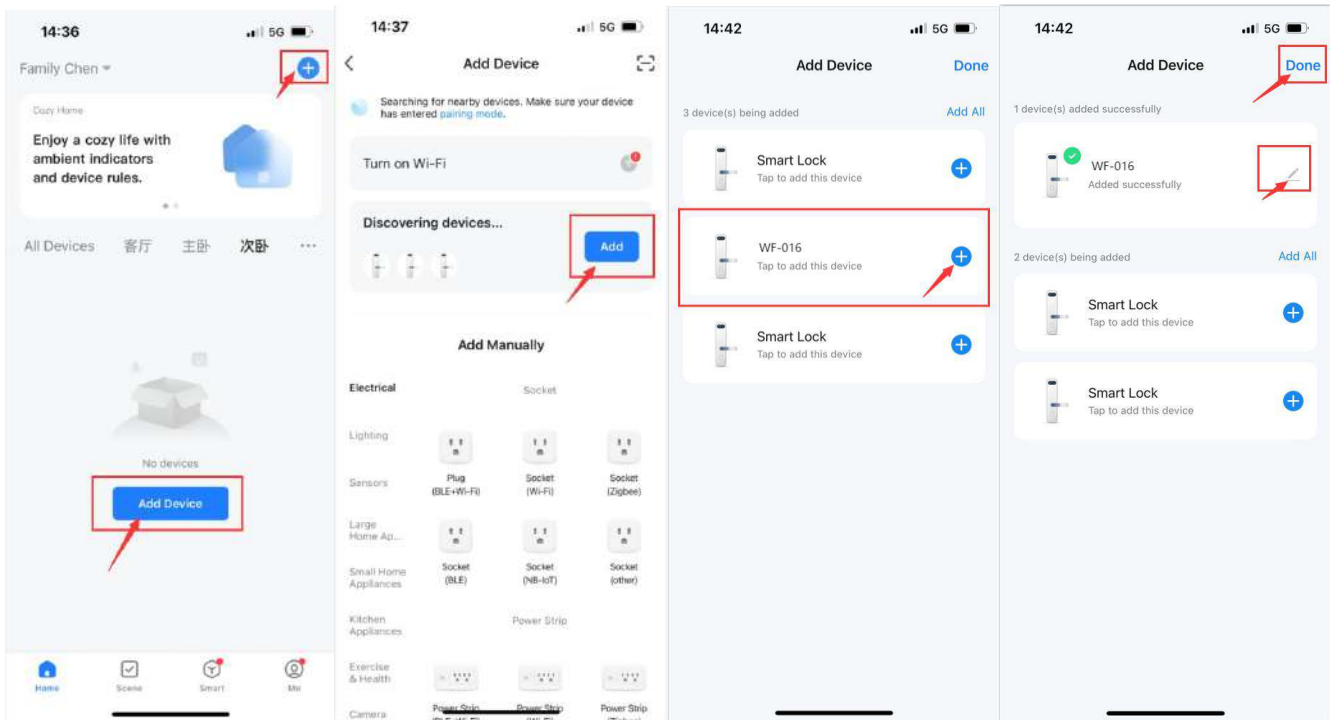 14:36
5G
Family Chen
Cozy Home
Enjoy a cozy life with
ambient indicators
and device rules.
All Devices 客厅 主卧 次卧 ...
No devices
Add Device
Home Scene Smart Me
14:37
5G
Add Device
Searching for nearby devices. Make sure your device
has entered pairing mode.
Turn on Wi-Fi
Discovering devices...
Add
Add Manually
Electrical
Socket
Lighting
Sensors
Plug
(BLE+Wi-Fi)
Socket
(Wi-Fi)
Socket
(Zigbee)
Large
Home Ap...
Small Home
Appliances
Socket
(BLE)
Socket
(NB-IoT)
Socket
(other)
Kitchen
Appliances
Power Strip
Exercise
& Health
Camera
Power Strip
Power Strip
Power Strip
14:42
5G
Add Device
Done
3 device(s) being added
Add All
Smart Lock
Tap to add this device
WF-016
Tap to add this device
Smart Lock
Tap to add this device
14:42
5G
Add Device
Done
1 device(s) added successfully
WF-016
Added successfully
2 device(s) being added
Add All
Smart Lock
Tap to add this device
Smart Lock
Tap to add this device